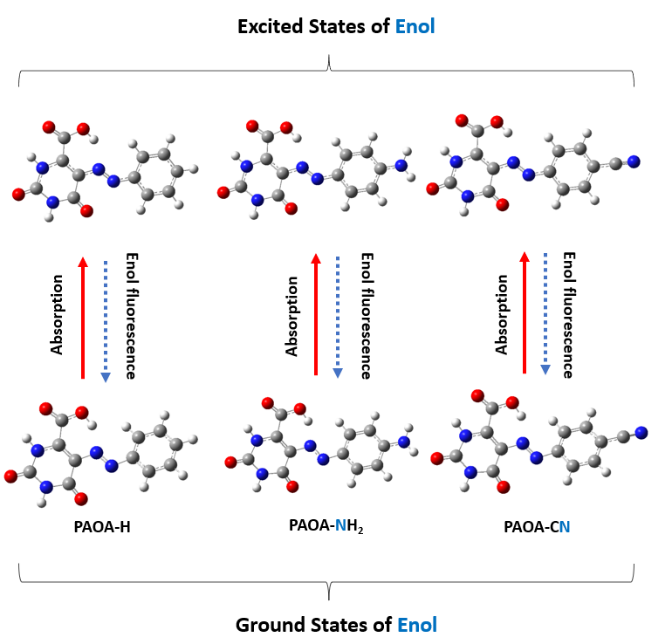 Excited States of Enol
Absorption
Enol fluorescence
Absorption
Enol fluorescence
Absorption
Enol fluorescence
PAOA-H
PAOA-NH₂
PAOA-CN
Ground States of Enol